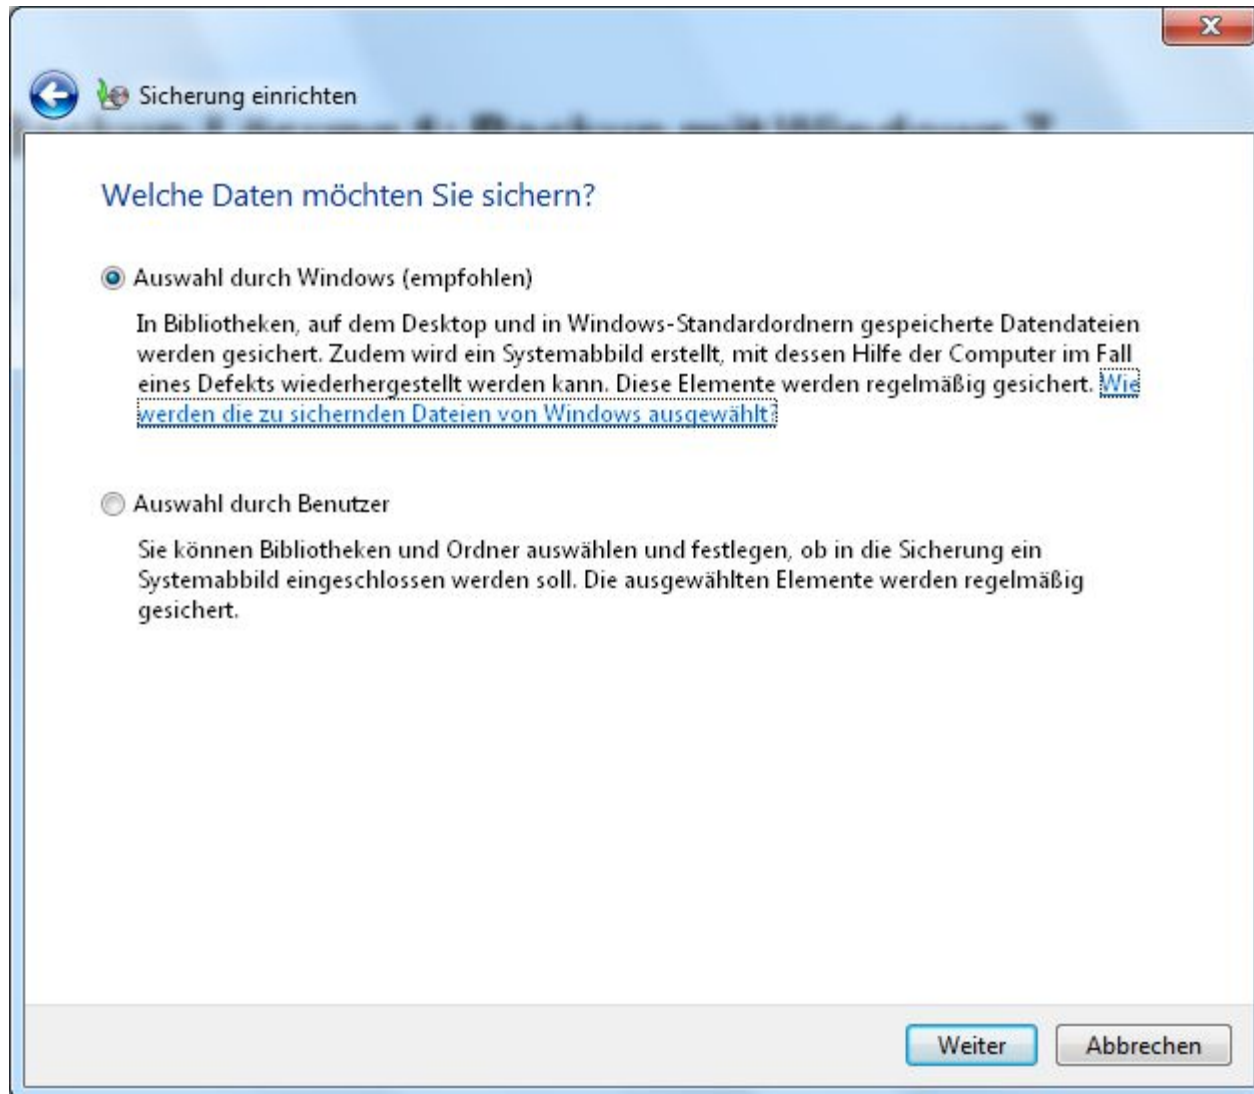 Sicherung einrichten
Welche Daten möchten Sie sichern?
Auswahl durch Windows (empfohlen)
In Bibliotheken, auf dem Desktop und in Windows-Standardordnern gespeicherte Datendateien
werden gesichert. Zudem wird ein Systemabbild erstellt, mit dessen Hilfe der Computer im Fall
eines Defekts wiederhergestellt werden kann. Diese Elemente werden regelmäßig gesichert. Wie
werden die zu sichernden Dateien von Windows ausgewählt?
Auswahl durch Benutzer
Sie können Bibliotheken und Ordner auswählen und festlegen, ob in die Sicherung ein
Systemabbild eingeschlossen werden soll. Die ausgewählten Elemente werden regelmäßig
gesichert.
Weiter Abbrechen